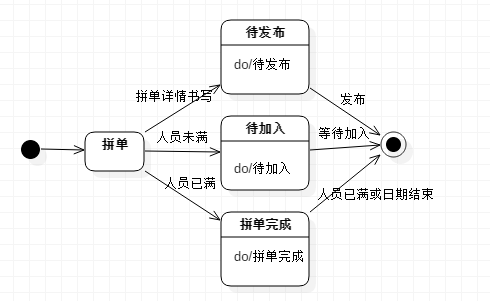 待发布
do/待发布
拼单详情书写
发布
拼单
人员未满
待加入
do/待加入
等待加入
人员已满
拼单完成
do/拼单完成
人员已满或日期结束